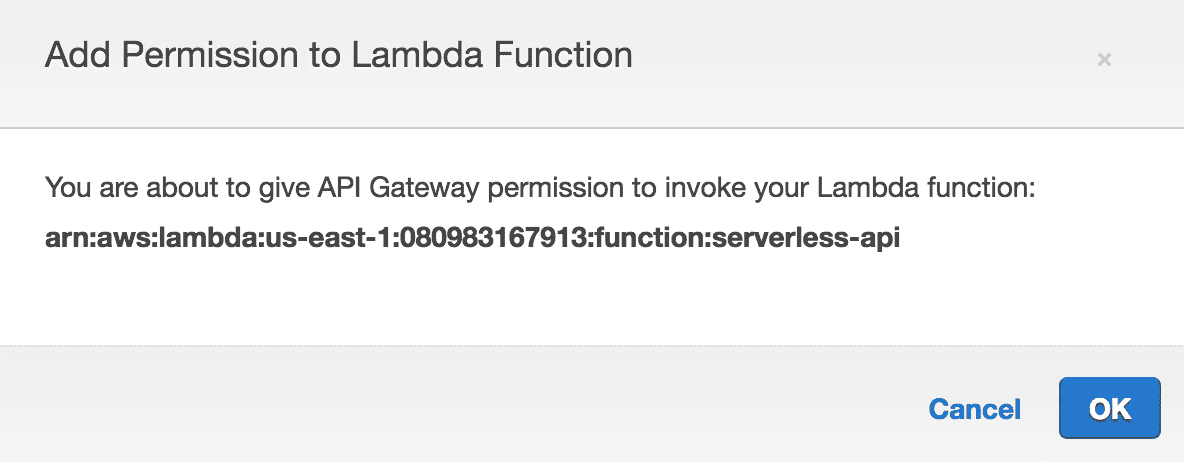 Add Permission to Lambda Function
×
You are about to give API Gateway permission to invoke your Lambda function:
arn:aws:lambda:us-east-1:080983167913:function:serverless-api
Cancel OK